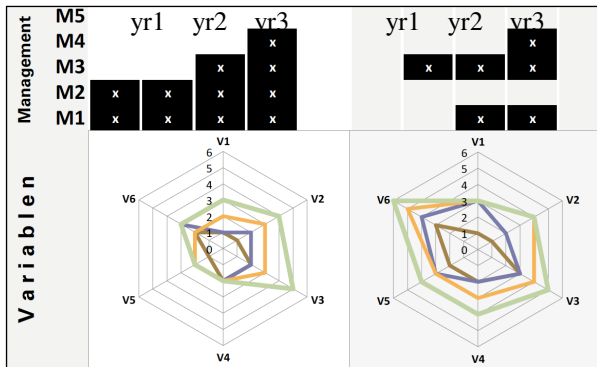 M5 yr1 yr2 yr3 yr1 yr2 yr3
M4 x x
M3 x x x x x
M2 x x x x
M1 x x x x x x
Management
V1 V1
6 6
5 5
V6 4 V2 V6 4 V2
3 3
2 2
1 1
0 0
V5 V3 V5 V3
V4 V4
Variablen